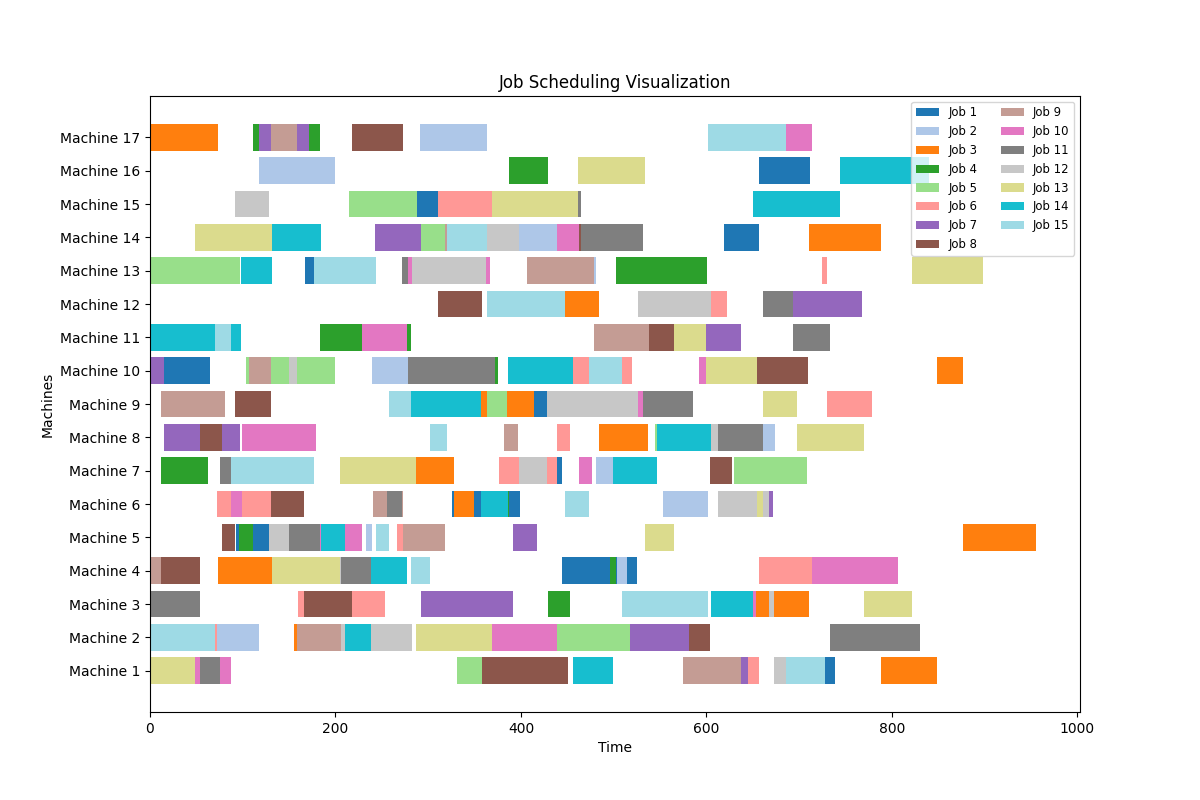 Job Scheduling Visualization
Machine 17
Machine 16
Machine 15
Machine 14
Machine 13
Machine 12
Machine 11
Machine 10
Machine 9
Machine 8
Machine 7
Machine 6
Machine 5
Machine 4
Machine 3
Machine 2
Machine 1
Machines
0 200 400 600 800 1000
Time
Job 1 Job 9
Job 2 Job 10
Job 3 Job 11
Job 4 Job 12
Job 5 Job 13
Job 6 Job 14
Job 7 Job 15
Job 8